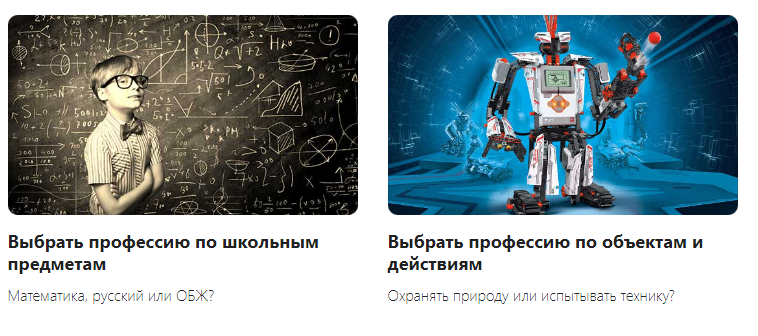 Выбрать профессию по школьным
предметам
Математика, русский или ОБЖ?
Выбрать профессию по объектам и
действиям
Охранять природу или испытывать технику?